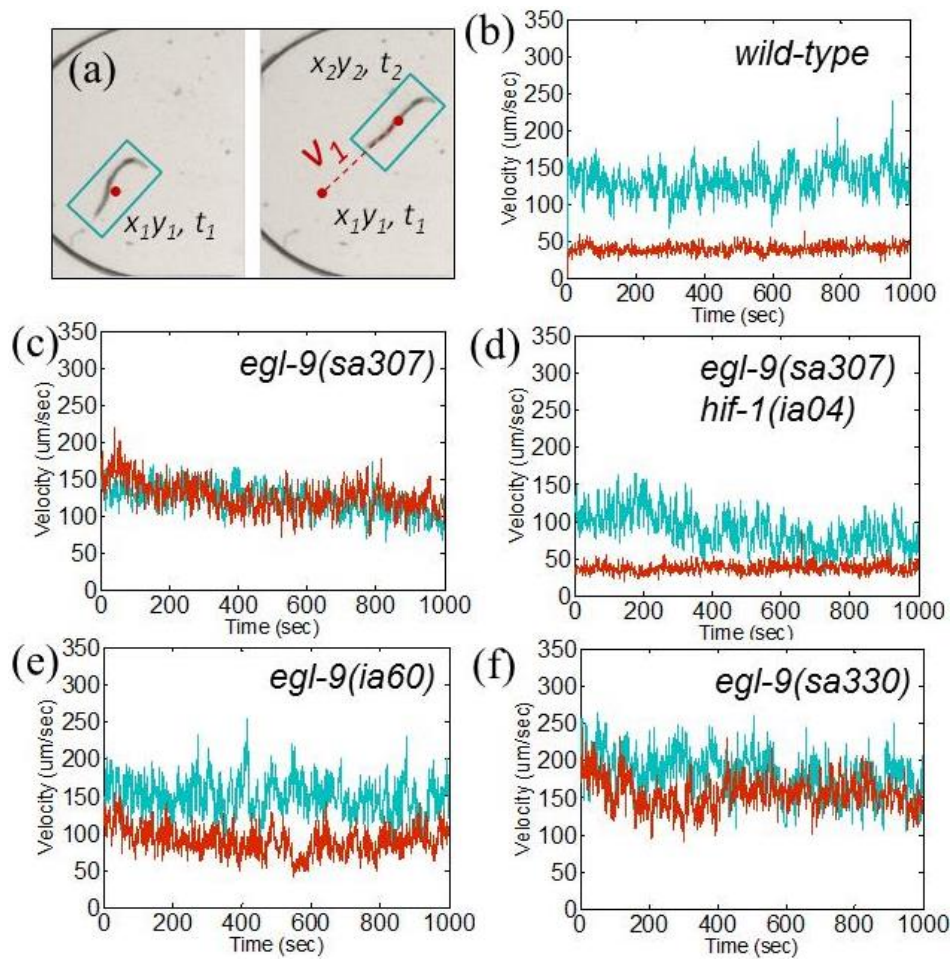 (a)
x₂y₂, t₂
V₁
x₁y₁, t₁
x₁y₁, t₁
(b)
wild-type
Velocity (um/sec)
350
300
250
200
150
100
50
0
0 200 400 600 800 1000
Time (sec)
(c)
egl-9(sa307)
Velocity (um/sec)
350
300
250
200
150
100
50
0
0 200 400 600 800 1000
Time (sec)
(d)
egl-9(sa307)
hif-1(ia04)
Velocity (um/sec)
350
300
250
200
150
100
50
0
0 200 400 600 800 1000
Time (sec)
(e)
egl-9(ia60)
Velocity (um/sec)
350
300
250
200
150
100
50
0
0 200 400 600 800 1000
Time (sec)
(f)
egl-9(sa330)
Velocity (um/sec)
350
300
250
200
150
100
50
0
0 200 400 600 800 1000
Time (sec)